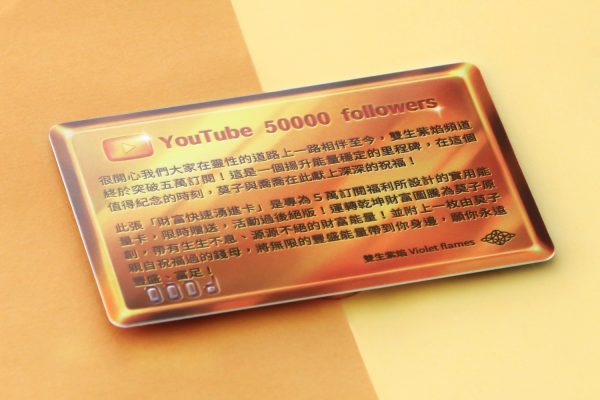 YouTube 50000 followers
很開心我們大家在靈性的道路上一路相伴至今，雙生紫焰頻道
終於突破五萬訂閱！這是一個揚升能量穩定的里程碑，在這個
值得紀念的時刻，莫子與喬喬在此獻上深深的祝福！
此張「財富快速湧進卡」是專為５萬訂閱福利所設計的實用能
量卡，限時贈送，活動過後絕版！運轉乾坤財富圖騰為莫子原
創，帶有生生不息、源源不絕的財富能量！並附上一枚由莫子
親自祝福過的錢母，將無限的豐盛能量帶到你身邊，願你永遠
豐盛、富足！
雙生紫焰 Violet flames